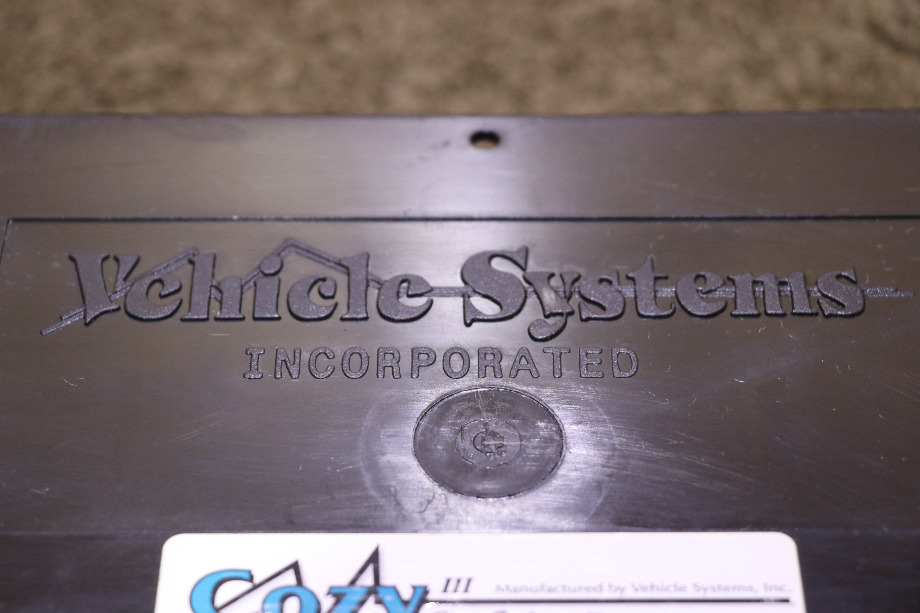 Vehicle Systems
INCORPORATED
Cozy III Manufactured by Vehicle Systems, Inc.